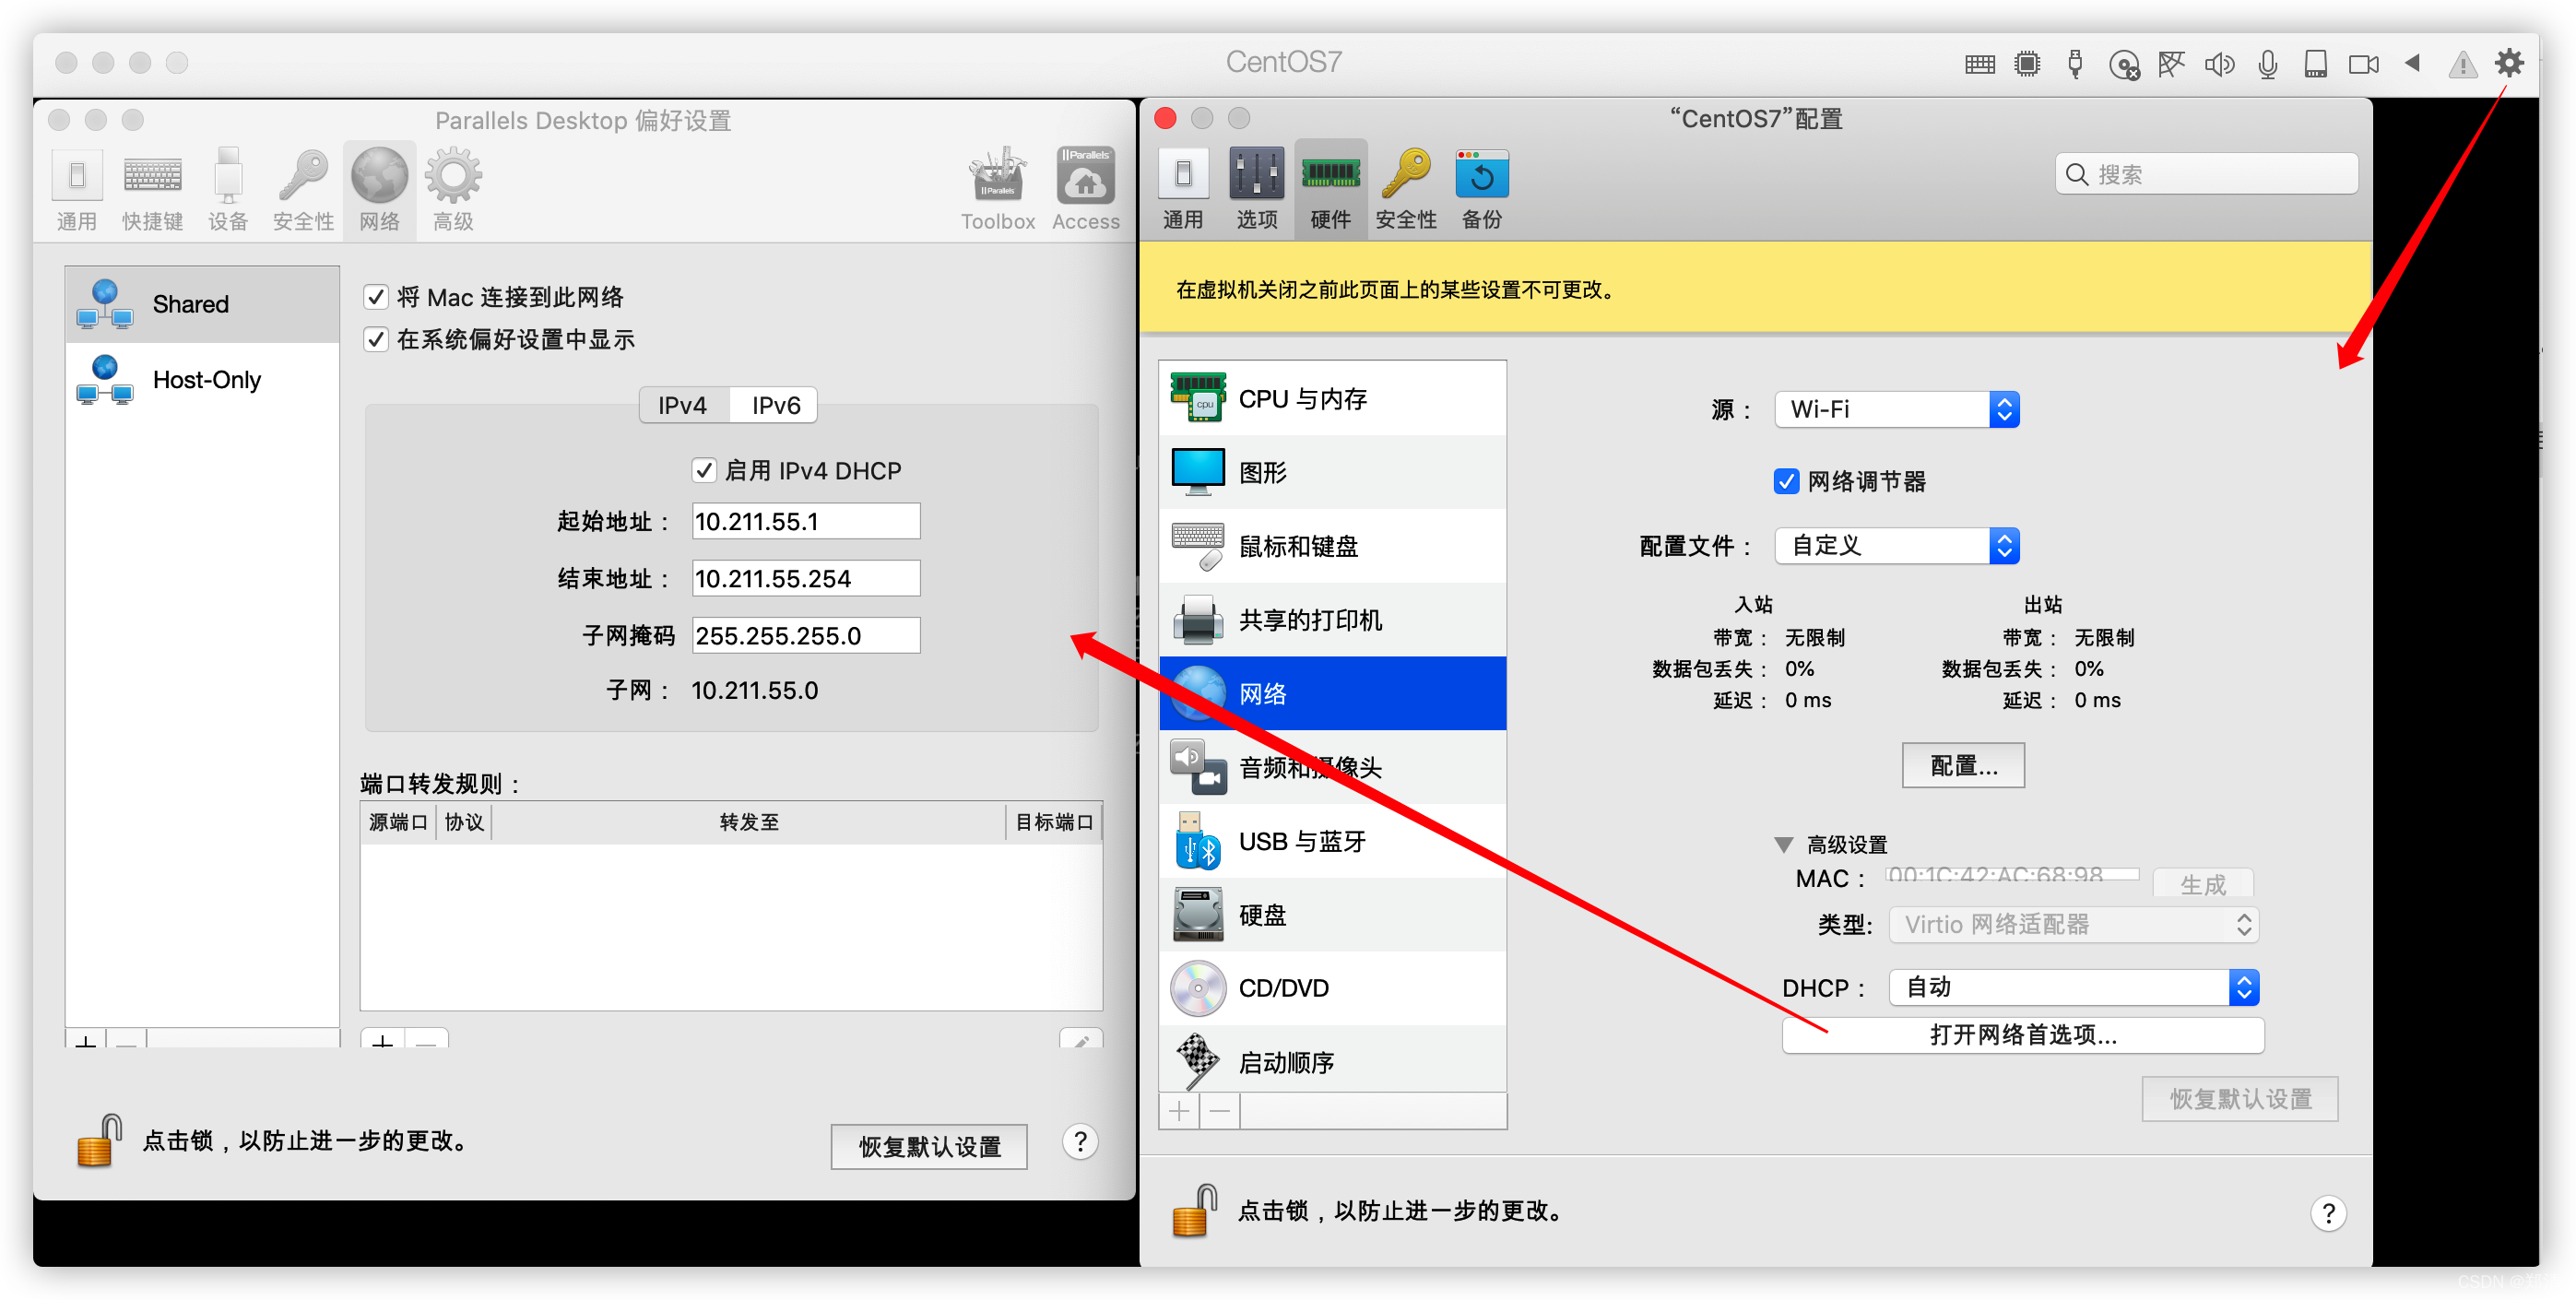 CentOS7
Parallels Desktop 偏好设置
通用
快捷键
设备
安全性
网络
高级
|| Parallels
Toolbox
|| Parallels
Access
Shared
Host-Only
将 Mac 连接到此网络
在系统偏好设置中显示
IPv4
IPv6
启用 IPv4 DHCP
起始地址： 10.211.55.1
结束地址： 10.211.55.254
子网掩码 255.255.255.0
子网： 10.211.55.0
端口转发规则：
源端口 协议 转发至 目标端口
点击锁，以防止进一步的更改。
恢复默认设置
?
“CentOS7”配置
通用
选项
硬件
安全性
备份
搜索
在虚拟机关闭之前此页面上的某些设置不可更改。
cpu
CPU 与内存
图形
鼠标和键盘
共享的打印机
网络
音频和摄像头
USB 与蓝牙
硬盘
CD/DVD
启动顺序
源： Wi-Fi
网络调节器
配置文件： 自定义
入站 出站
带宽： 无限制 带宽： 无限制
数据包丢失： 0% 数据包丢失： 0%
延迟： 0 ms 延迟： 0 ms
配置...
高级设置
MAC： 00:1C:42:AC:68:98 生成
类型: Virtio 网络适配器
DHCP： 自动
打开网络首选项...
恢复默认设置
点击锁，以防止进一步的更改。
?